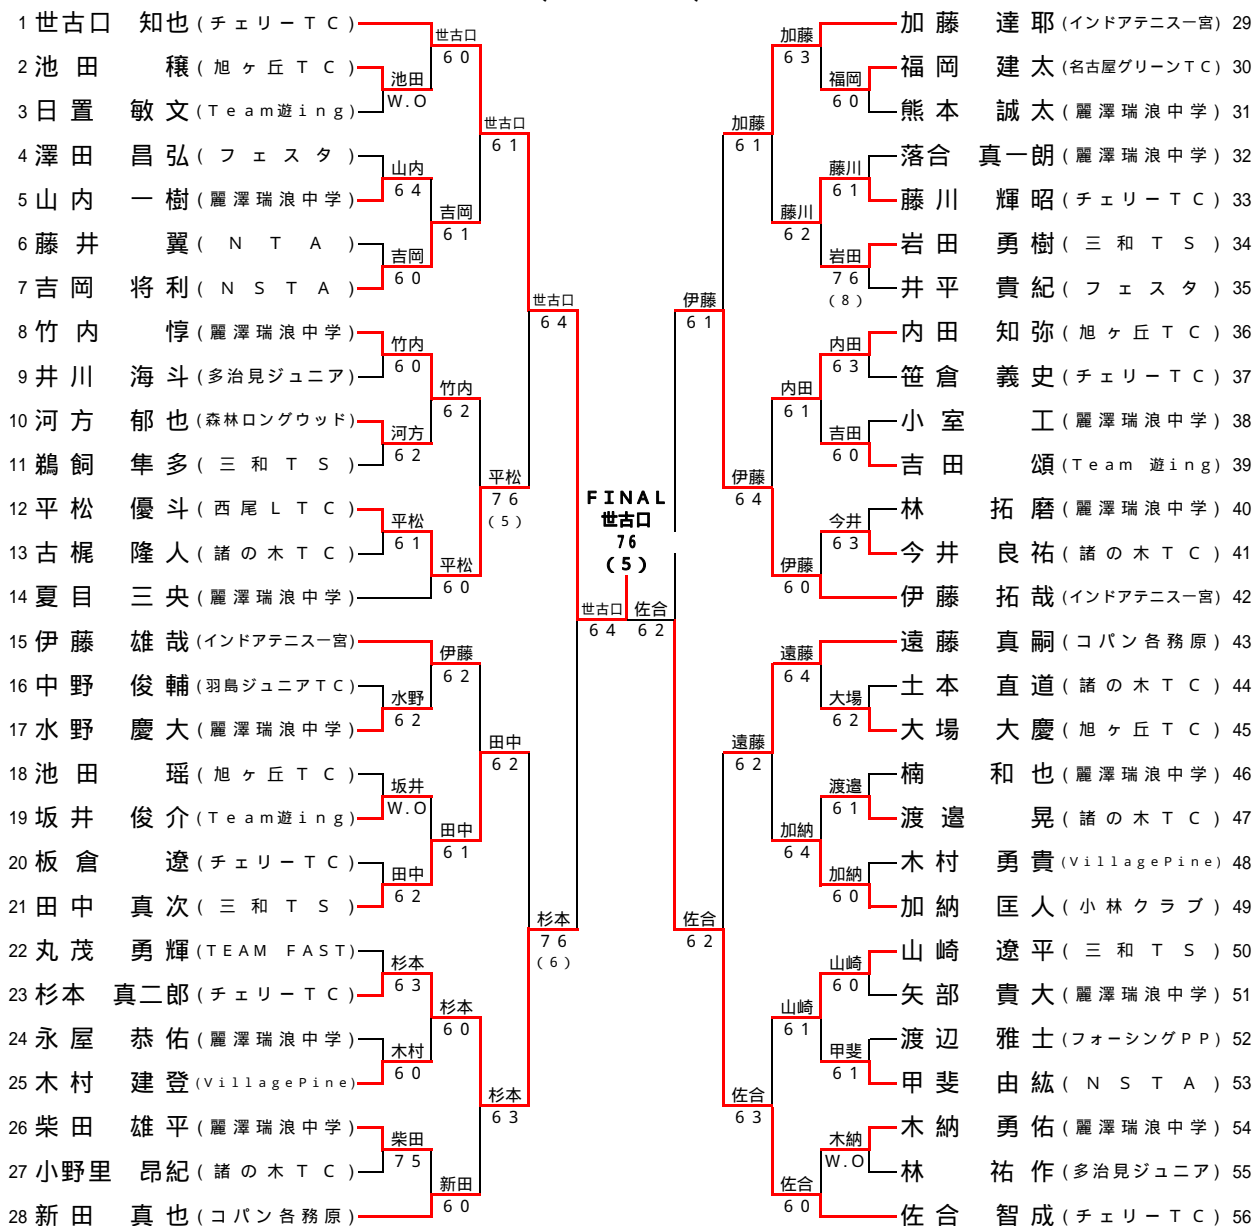 1 世古口 知也 (チェリーTC)
2 池田 穣 (旭ヶ丘TC)
3 日置 敏文 (Team遊ing)
4 澤田 昌弘 (フェスタ)
5 山内 一樹 (麗澤瑞浪中学)
6 藤井 翼 (NTA)
7 吉岡 将利 (NSTA)
8 竹内 惇 (麗澤瑞浪中学)
9 井川 海斗 (多治見ジュニア)
10 河方 郁也 (森林ロングウッド)
11 鵜飼 隼多 (三和TS)
12 平松 優斗 (西尾LTC)
13 古梶 隆人 (諸の木TC)
14 夏目 三央 (麗澤瑞浪中学)
15 伊藤 雄哉 (インドアテニス一宮)
16 中野 俊輔 (羽島ジュニアTC)
17 水野 慶大 (麗澤瑞浪中学)
18 池田 瑶 (旭ヶ丘TC)
19 坂井 俊介 (Team遊ing)
20 板倉 遼 (チェリーTC)
21 田中 真次 (三和TS)
22 丸茂 勇輝 (TEAM FAST)
23 杉本 真二郎 (チェリーTC)
24 永屋 恭佑 (麗澤瑞浪中学)
25 木村 建登 (VillagePine)
26 柴田 雄平 (麗澤瑞浪中学)
27 小野里 昂紀 (諸の木TC)
28 新田 真也 (コパン各務原)
世古口
60
池田
W.O
山内
64
吉岡
60
竹内
60
河方
62
平松
61
水野
62
坂井
W.O
田中
62
杉本
63
木村
60
柴田
75
吉岡
61
竹内
62
平松
60
伊藤
62
田中
61
杉本
60
新田
60
世古口
61
平松
76
(5)
田中
62
杉本
63
世古口
64
杉本
76
(6)
世古口
64
FINAL
世古口
76
(5)
佐合
62
伊藤
61
佐合
62
加藤
61
伊藤
64
遠藤
62
佐合
63
加藤
63
藤川
62
内田
61
伊藤
60
遠藤
64
加納
64
山崎
61
佐合
60
福岡
60
藤川
61
岩田
76
(8)
内田
63
吉田
60
今井
63
大場
62
渡邉
61
加納
60
山崎
60
甲斐
61
木納
W.O
加藤 達耶 (インドアテニス一宮) 29
福岡 建太 (名古屋グリーンTC) 30
熊本 誠太 (麗澤瑞浪中学) 31
落合 真一朗 (麗澤瑞浪中学) 32
藤川 輝昭 (チェリーTC) 33
岩田 勇樹 (三和TS) 34
井平 貴紀 (フェスタ) 35
内田 知弥 (旭ヶ丘TC) 36
笹倉 義史 (チェリーTC) 37
小室 工 (麗澤瑞浪中学) 38
吉田 頌 (Team 遊ing) 39
林 拓磨 (麗澤瑞浪中学) 40
今井 良祐 (諸の木TC) 41
伊藤 拓哉 (インドアテニス一宮) 42
遠藤 真嗣 (コパン各務原) 43
土本 直道 (諸の木TC) 44
大場 大慶 (旭ヶ丘TC) 45
楠 和也 (麗澤瑞浪中学) 46
渡邉 晃 (諸の木TC) 47
木村 勇貴 (VillagePine) 48
加納 匡人 (小林クラブ) 49
山崎 遼平 (三和TS) 50
矢部 貴大 (麗澤瑞浪中学) 51
渡辺 雅士 (フォーシングPP) 52
甲斐 由紘 (NSTA) 53
木納 勇佑 (麗澤瑞浪中学) 54
林 祐作 (多治見ジュニア) 55
佐合 智成 (チェリーTC) 56